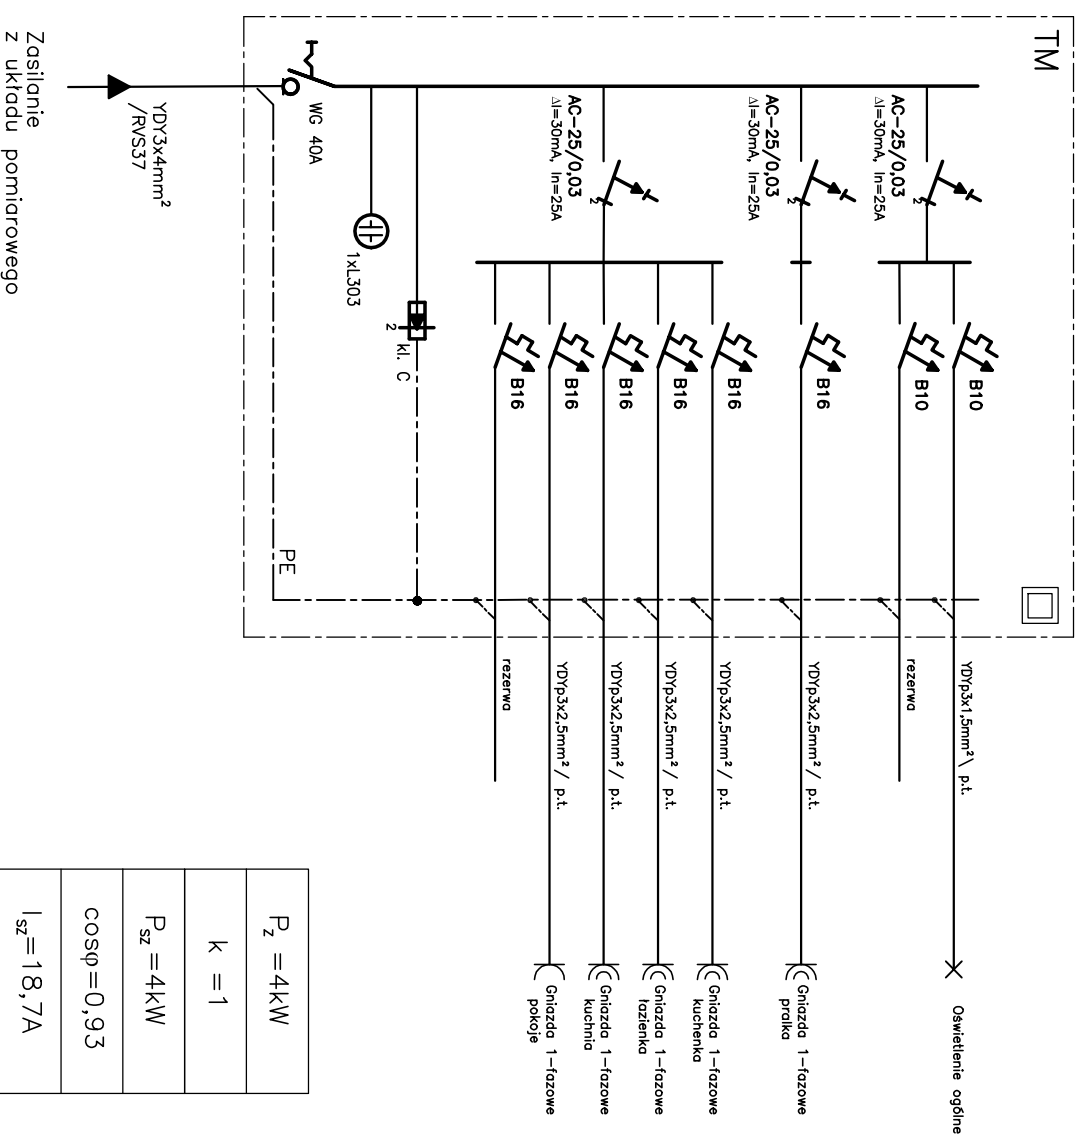 TM
Zasilanie
z układu pomiarowego
YDY3x4mm²
/RVS37
WG 40A
1xL303
2
kl. C
PE
AC-25/0,03
ΔI=30mA, In=25A
2
AC-25/0,03
ΔI=30mA, In=25A
2
AC-25/0,03
ΔI=30mA, In=25A
2
B10
B10
B16
B16
B16
B16
B16
B16
YDYp3x1,5mm²\ p.t.
rezerwa
YDYp3x2,5mm²/ p.t.
YDYp3x2,5mm²/ p.t.
YDYp3x2,5mm²/ p.t.
YDYp3x2,5mm²/ p.t.
YDYp3x2,5mm²/ p.t.
rezerwa
Oświetlenie ogólne
Gniazda 1-fazowe
pralka
Gniazda 1-fazowe
kuchenka
Gniazda 1-fazowe
łazienka
Gniazda 1-fazowe
kuchnia
Gniazda 1-fazowe
pokoje
Pz =4kW
k =1
Psz =4kW
cosφ=0,93
Isz=18,7A